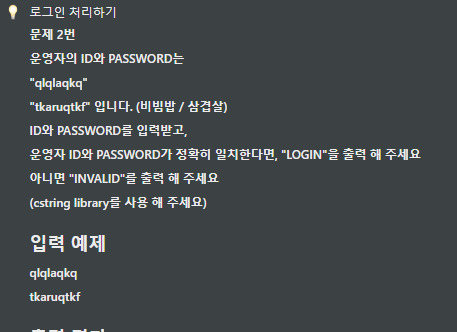 로그인 처리하기
문제 2번
운영자의 ID와 PASSWORD는
"qlqlaqkq"
"tkaruqtkf" 입니다. (비빔밥 / 삼겹살)
ID와 PASSWORD를 입력받고,
운영자 ID와 PASSWORD가 정확히 일치한다면, "LOGIN"을 출력 해 주세요
아니면 "INVALID"를 출력 해 주세요
(cstring library를 사용 해 주세요)
입력 예제
qlqlaqkq
tkaruqtkf